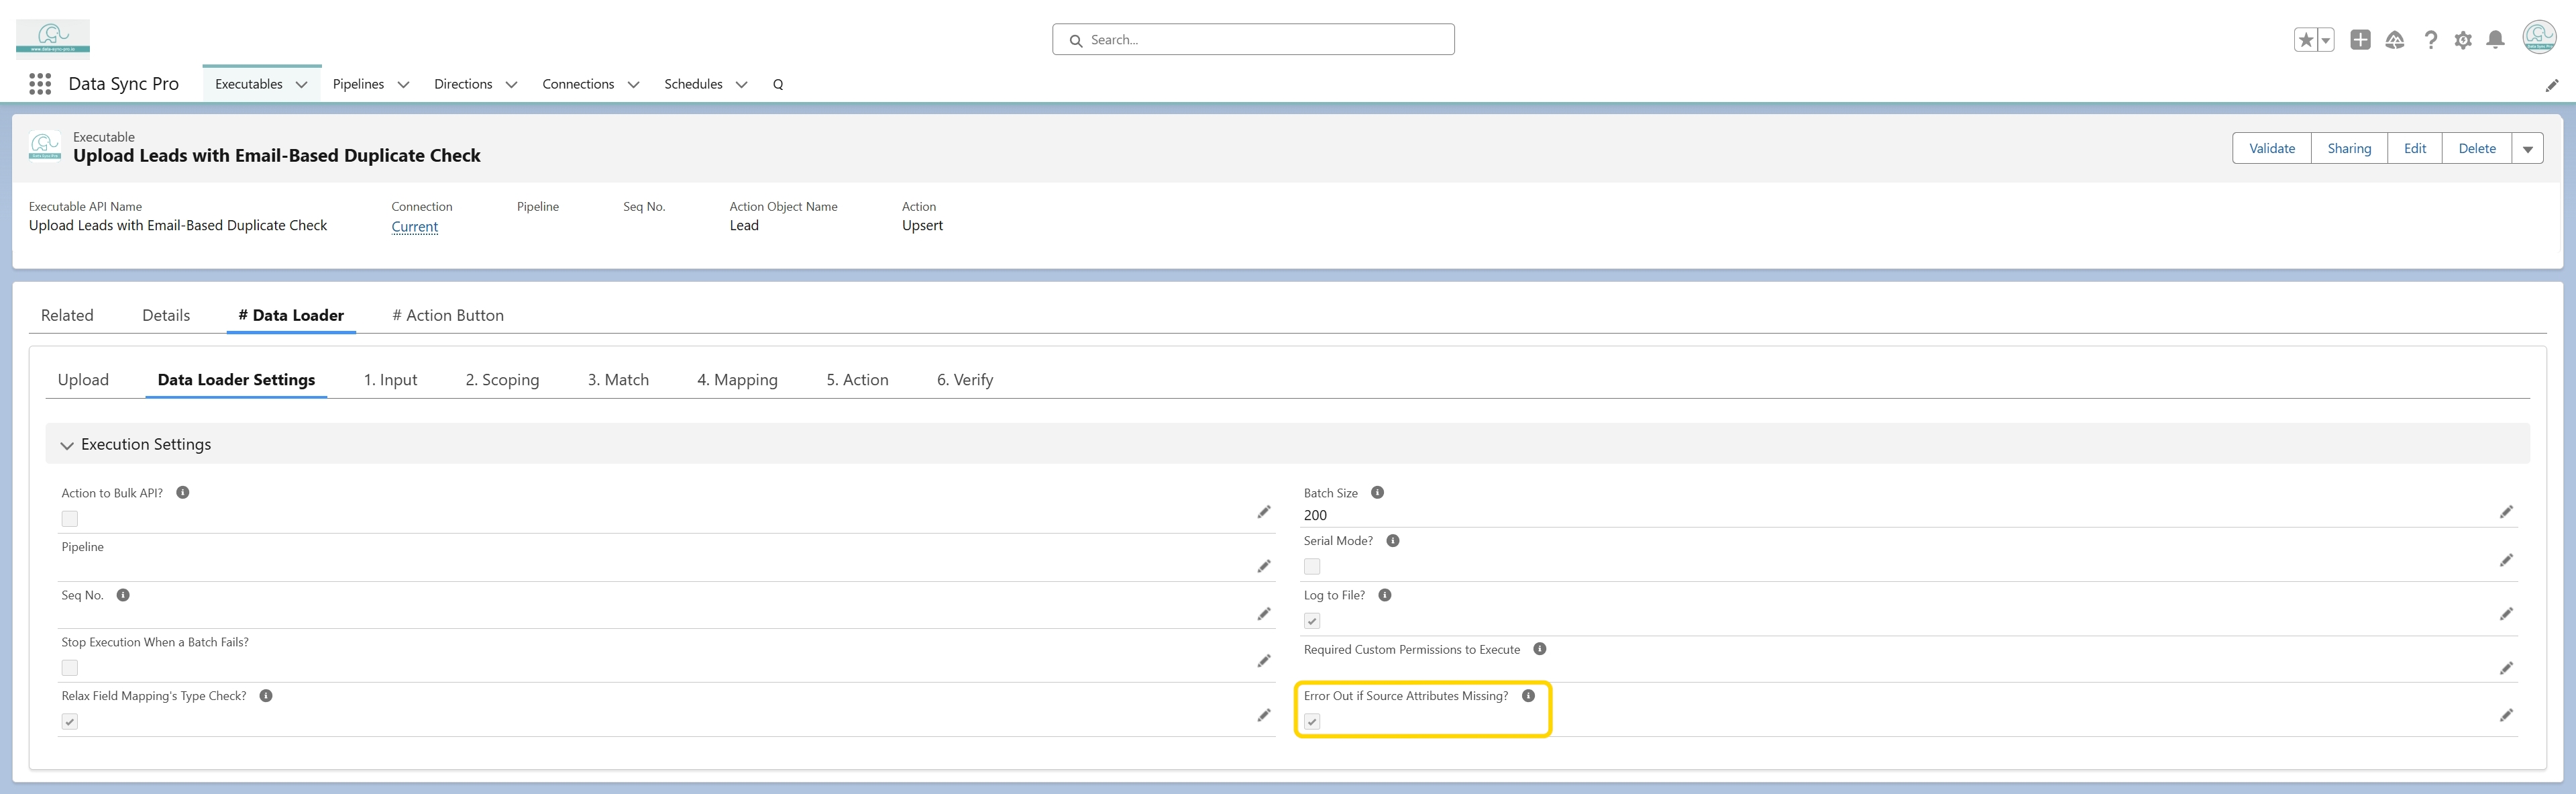 www.data-sync-pro.io
Search...
Data Sync Pro
Executables
Pipelines
Directions
Connections
Schedules
Q
Executable
Upload Leads with Email-Based Duplicate Check
Validate
Sharing
Edit
Delete
Executable API Name
Upload Leads with Email-Based Duplicate Check
Connection
Current
Pipeline
Seq No.
Action Object Name
Lead
Action
Upsert
Related
Details
# Data Loader
# Action Button
Upload
Data Loader Settings
1. Input
2. Scoping
3. Match
4. Mapping
5. Action
6. Verify
Execution Settings
Action to Bulk API?
Batch Size
200
Pipeline
Serial Mode?
Seq No.
Log to File?
Stop Execution When a Batch Fails?
Required Custom Permissions to Execute
Relax Field Mapping's Type Check?
Error Out if Source Attributes Missing?